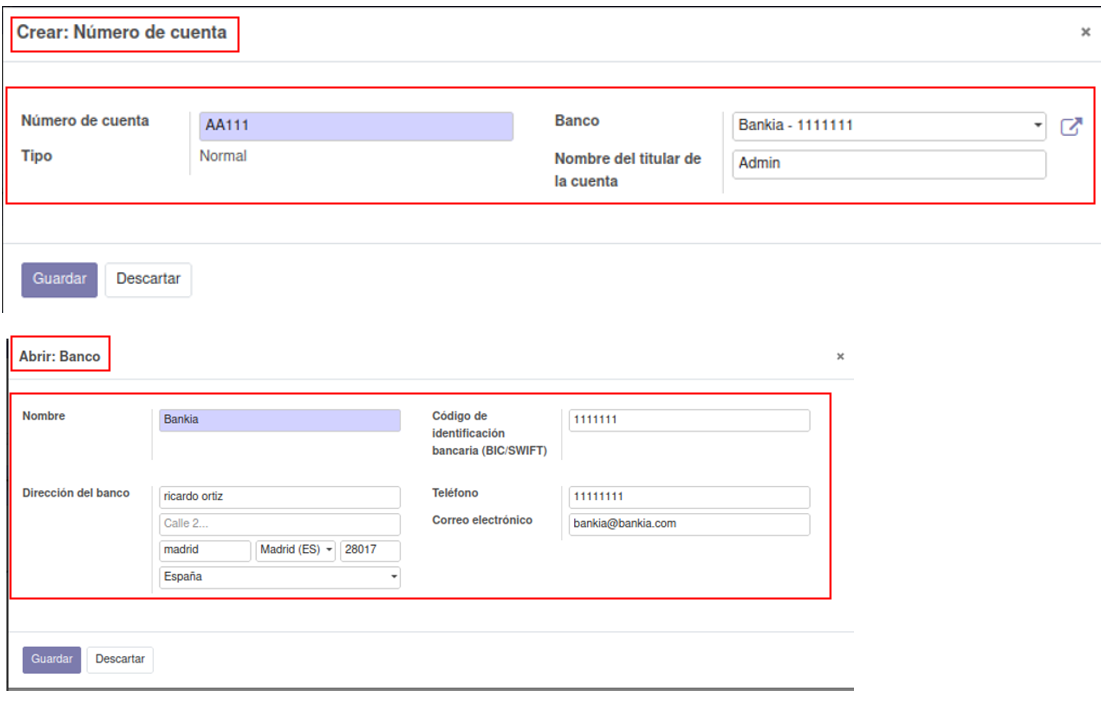 Crear: Número de cuenta
×
Número de cuenta AA111 Banco Bankia - 1111111
Tipo Normal Nombre del titular de
la cuenta Admin
Guardar Descartar
Abrir: Banco
×
Nombre Bankia Código de
identificación
bancaria (BIC/SWIFT) 1111111
Dirección del banco ricardo ortiz Teléfono 11111111
Calle 2... Correo electrónico bankia@bankia.com
madrid Madrid (ES) 28017
España
Guardar Descartar